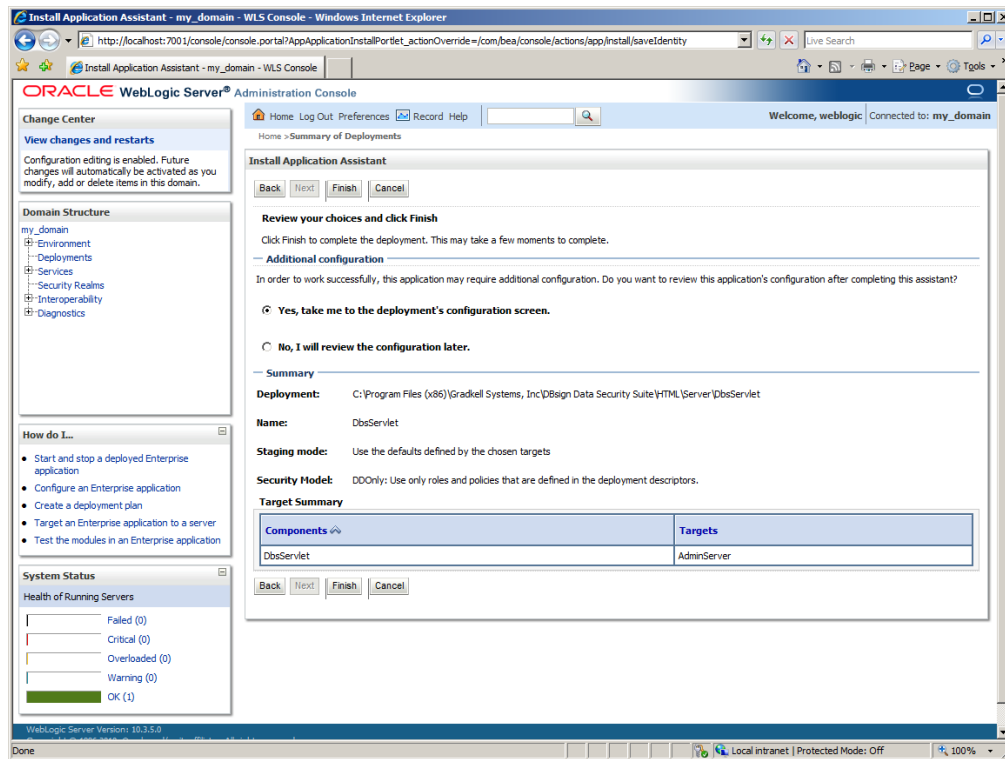 Install Application Assistant - my_domain - WLS Console - Windows Internet Explorer
http://localhost:7001/console/console.portal?AppApplicationInstallPortlet_actionOverride=/com/bea/console/actions/app/install/saveIdentity
Live Search
Install Application Assistant - my_domain - WLS Console
Page
Tools
ORACLE WebLogic Server® Administration Console
Change Center
View changes and restarts
Configuration editing is enabled. Future
changes will automatically be activated as you
modify, add or delete items in this domain.
Domain Structure
my_domain
Environment
Deployments
Services
Security Realms
Interoperability
Diagnostics
How do I...
Start and stop a deployed Enterprise
application
Configure an Enterprise application
Create a deployment plan
Target an Enterprise application to a server
Test the modules in an Enterprise application
System Status
Health of Running Servers
Failed (0)
Critical (0)
Overloaded (0)
Warning (0)
OK (1)
Home Log Out Preferences Record Help
Welcome, weblogic Connected to: my_domain
Home >Summary of Deployments
Install Application Assistant
Back Next Finish Cancel
Review your choices and click Finish
Click Finish to complete the deployment. This may take a few moments to complete.
Additional configuration
In order to work successfully, this application may require additional configuration. Do you want to review this application's configuration after completing this assistant?
Yes, take me to the deployment's configuration screen.
No, I will review the configuration later.
Summary
Deployment: C:\Program Files (x86)\Gradkell Systems, Inc\DBsign Data Security Suite\HTML\Server\DbsServlet
Name: DbsServlet
Staging mode: Use the defaults defined by the chosen targets
Security Model: DDOnly: Use only roles and policies that are defined in the deployment descriptors.
Target Summary
Components Targets
DbsServlet AdminServer
Back Next Finish Cancel
WebLogic Server Version: 10.3.5.0
Done
Local intranet | Protected Mode: Off
100%